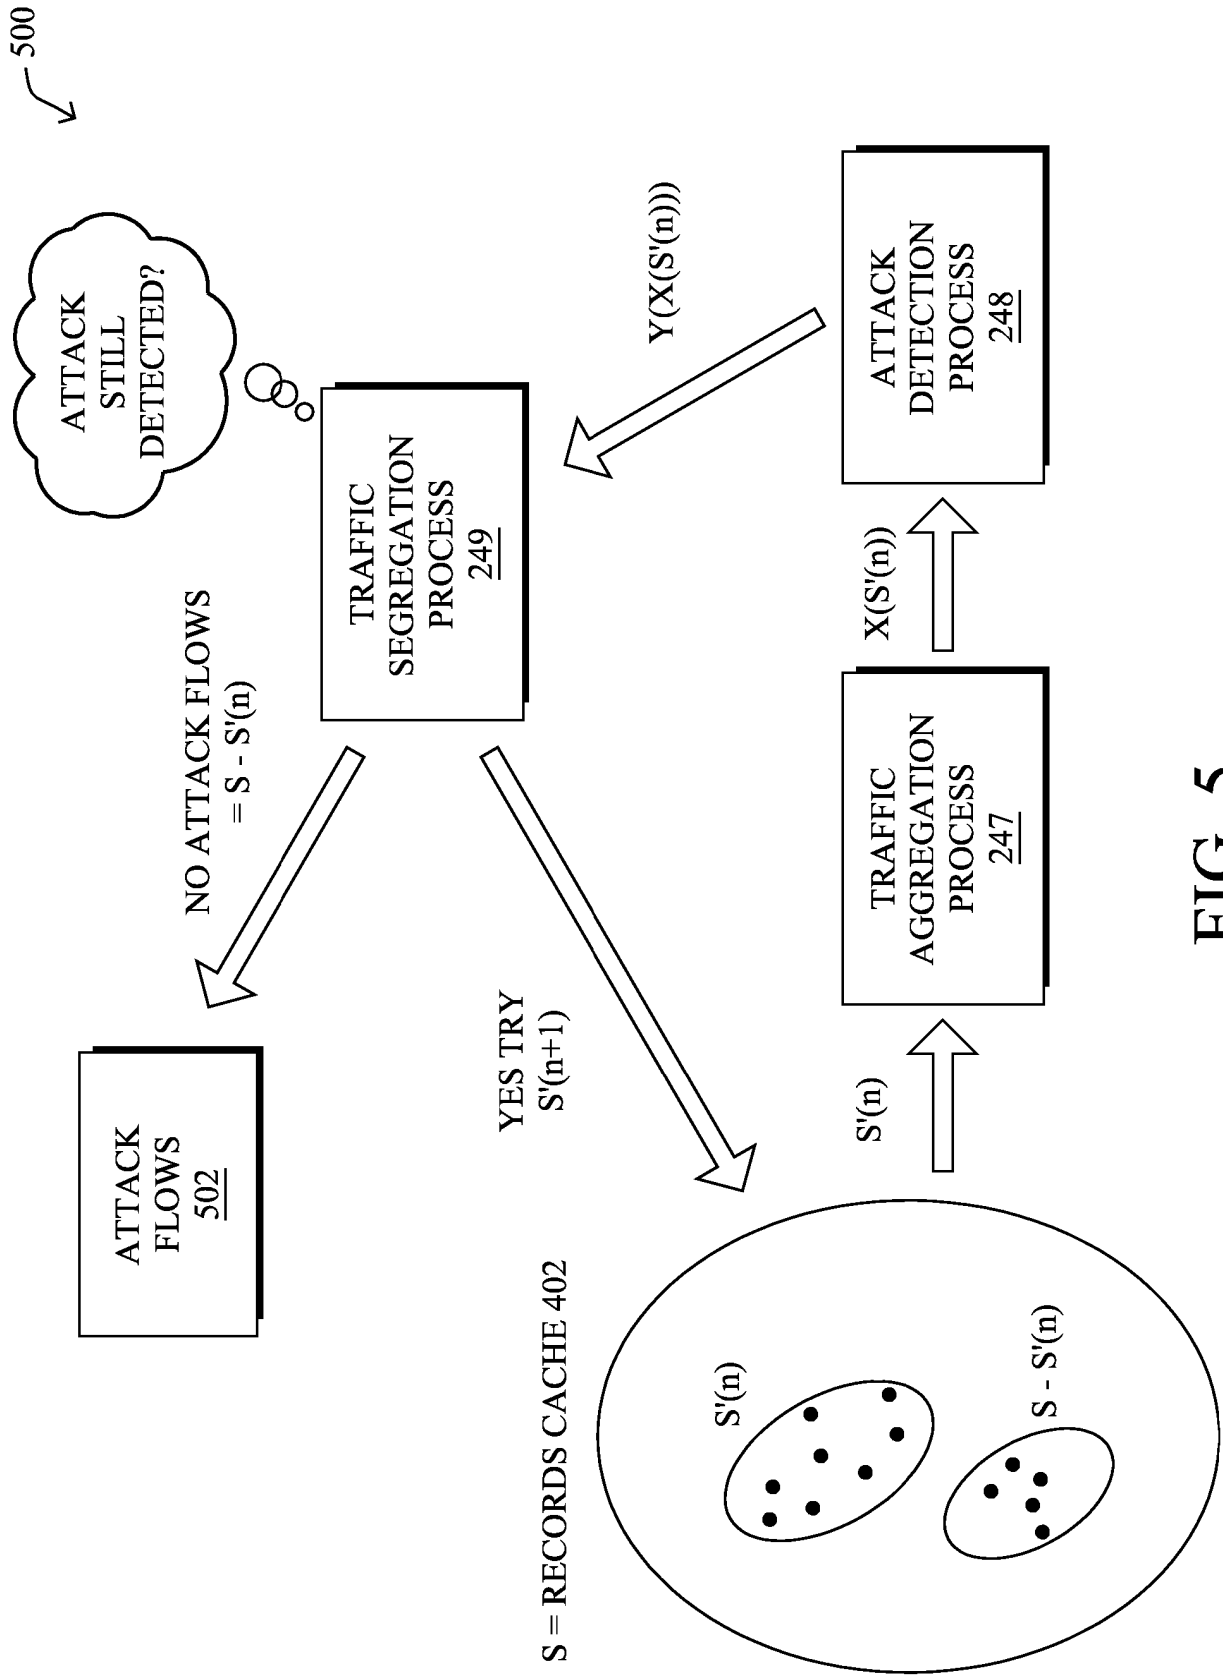 500
ATTACK
STILL
DETECTED?
NO ATTACK FLOWS
= S - S'(n)
ATTACK
FLOWS
502
TRAFFIC
SEGREGATION
PROCESS
249
YES TRY
S'(n+1)
Y(X(S'(n)))
S = RECORDS CACHE 402
S'(n)
S - S'(n)
S'(n)
TRAFFIC
AGGREGATION
PROCESS
247
X(S'(n))
ATTACK
DETECTION
PROCESS
248
FIG. 5